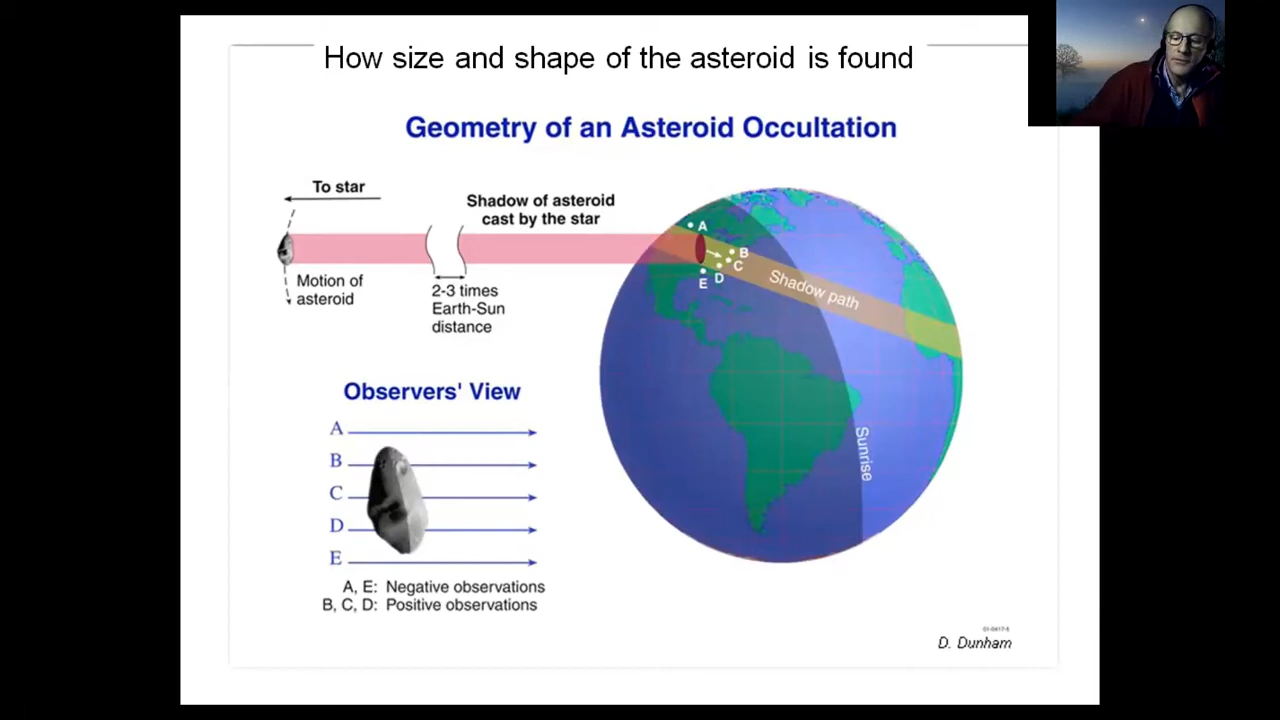 How size and shape of the asteroid is found
Geometry of an Asteroid Occultation
To star
Shadow of asteroid
cast by the star
Motion of
asteroid
2-3 times
Earth-Sun
distance
A
B
C
D
E
Shadow path
Sunrise
Observers' View
A
B
C
D
E
A, E: Negative observations
B, C, D: Positive observations
D. Dunham